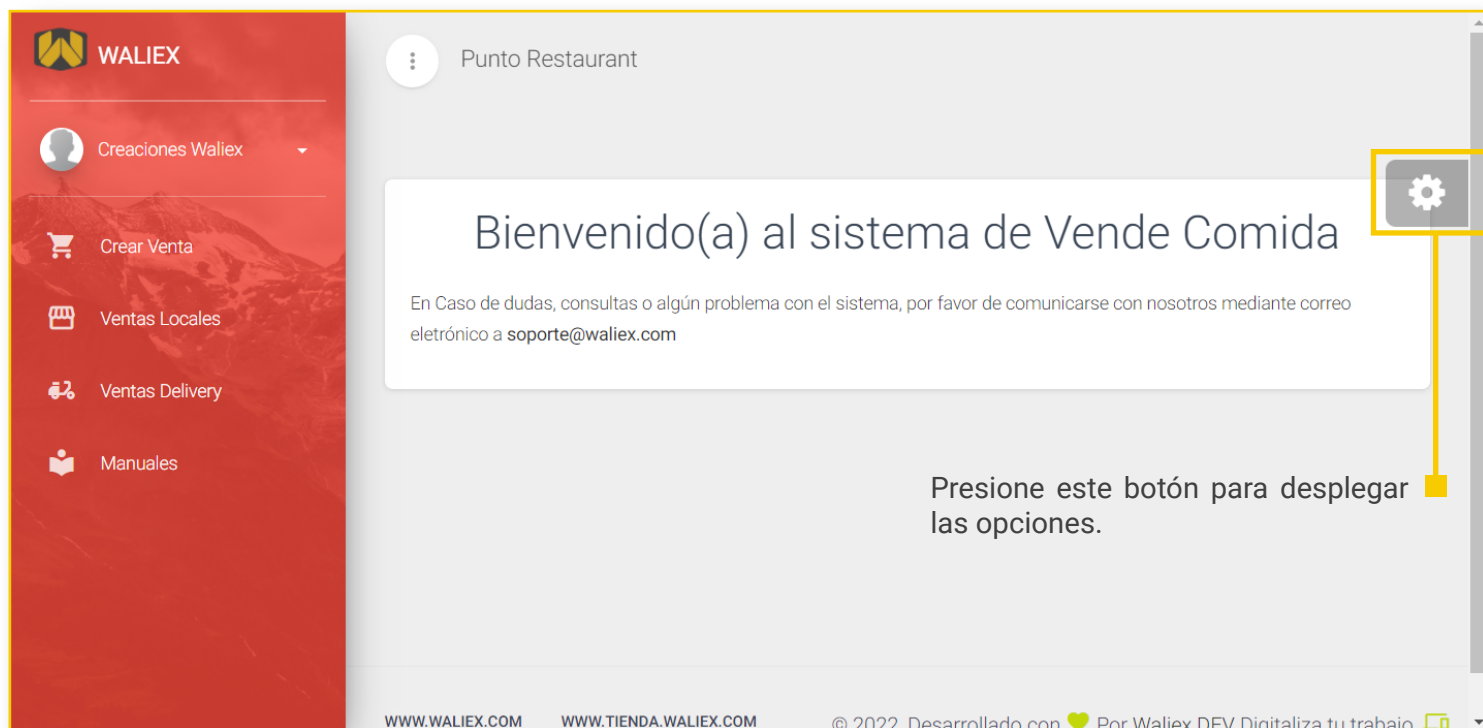 WALIEX
Creaciones Waliex
Crear Venta
Ventas Locales
Ventas Delivery
Manuales
Punto Restaurant
Bienvenido(a) al sistema de Vende Comida
En Caso de dudas, consultas o algún problema con el sistema, por favor de comunicarse con nosotros mediante correo
eletrónico a soporte@waliex.com
Presione este botón para desplegar
las opciones.
WWW.WALIEX.COM WWW.TIENDA.WALIEX.COM © 2022, Desarrollado con Por Waliex DEV Digitaliza tu trabajo